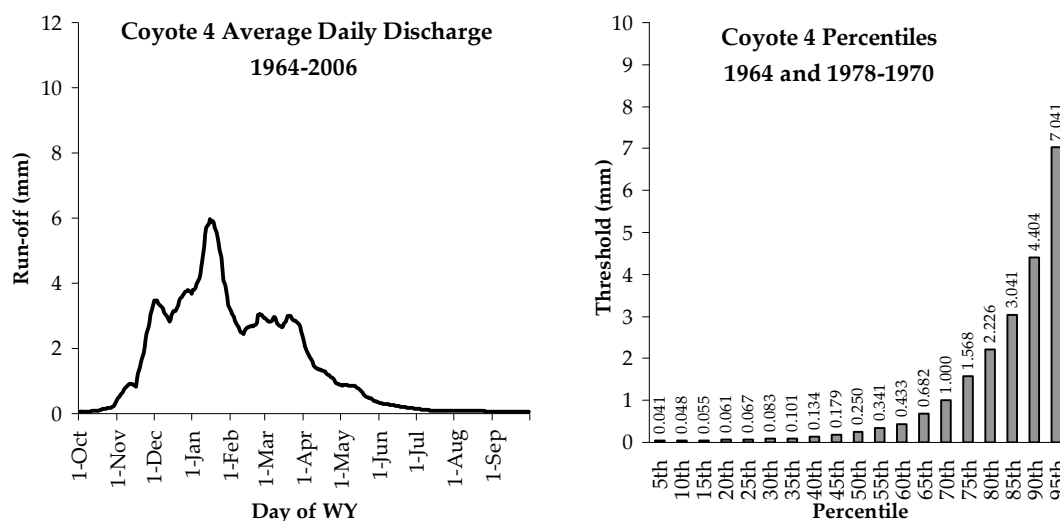 Coyote 4 Average Daily Discharge
1964-2006
12
10
8
6
4
2
0
Run-off (mm)
1-Oct
1-Nov
1-Dec
1-Jan
1-Feb
1-Mar
1-Apr
1-May
1-Jun
1-Jul
1-Aug
1-Sep
Day of WY
Coyote 4 Percentiles
1964 and 1978-1970
10
9
8
7
6
5
4
3
2
1
0
Threshold (mm)
0.041
0.048
0.055
0.061
0.067
0.083
0.101
0.134
0.179
0.250
0.341
0.433
0.682
1.000
1.568
2.226
3.041
4.404
7.041
5th
10th
15th
20th
25th
30th
35th
40th
45th
50th
55th
60th
65th
70th
75th
80th
85th
90th
95th
Percentile